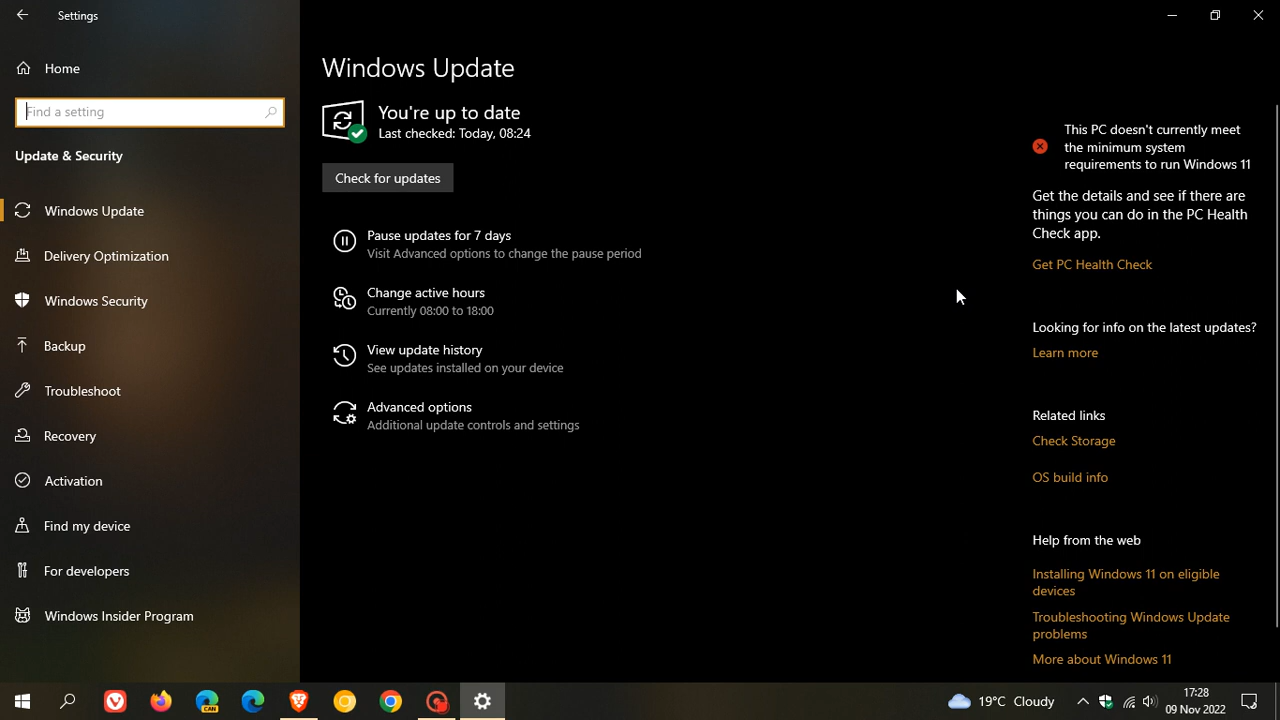 Settings
Home
Find a setting
Update & Security
Windows Update
Delivery Optimization
Windows Security
Backup
Troubleshoot
Recovery
Activation
Find my device
For developers
Windows Insider Program
Windows Update
You're up to date
Last checked: Today, 08:24
Check for updates
Pause updates for 7 days
Visit Advanced options to change the pause period
Change active hours
Currently 08:00 to 18:00
View update history
See updates installed on your device
Advanced options
Additional update controls and settings
This PC doesn't currently meet
the minimum system
requirements to run Windows 11
Get the details and see if there are
things you can do in the PC Health
Check app.
Get PC Health Check
Looking for info on the latest updates?
Learn more
Related links
Check Storage
OS build info
Help from the web
Installing Windows 11 on eligible
devices
Troubleshooting Windows Update
problems
More about Windows 11
CAN
19°C Cloudy
17:28
09 Nov 2022